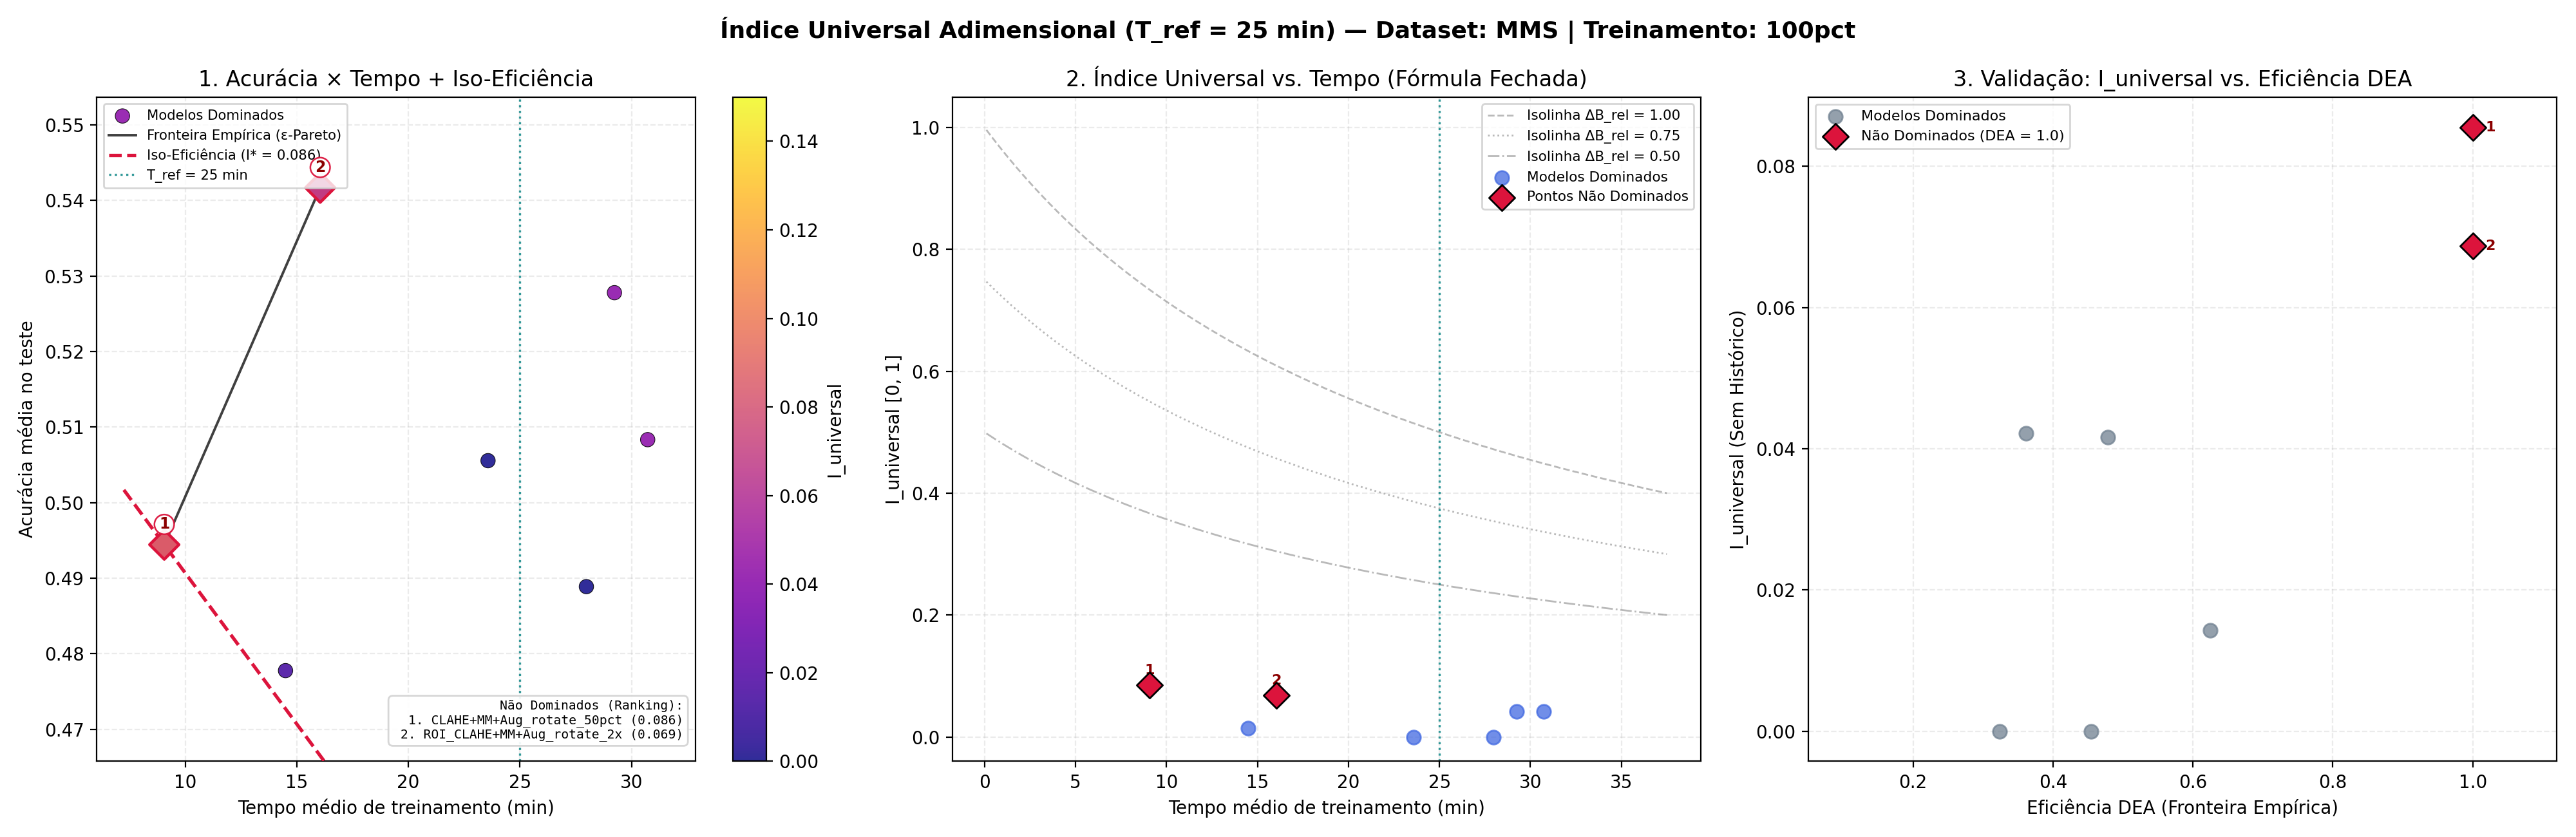 Índice Universal Adimensional (T_ref = 25 min) — Dataset: MMS | Treinamento: 100pct
1. Acurácia × Tempo + Iso-Eficiência
Modelos Dominados
Fronteira Empírica (ε-Pareto)
Iso-Eficiência (I* = 0.086)
T_ref = 25 min
2
1
0.55
0.54
0.53
0.52
0.51
0.50
0.49
0.48
0.47
Acurácia média no teste
10
15
20
25
30
Tempo médio de treinamento (min)
Não Dominados (Ranking):
1. CLAHE+MM+Aug_rotate_50pct (0.086)
2. ROI_CLAHE+MM+Aug_rotate_2x (0.069)
0.14
0.12
0.10
0.08
0.06
0.04
0.02
0.00
I_universal
2. Índice Universal vs. Tempo (Fórmula Fechada)
Isolinha ΔB_rel = 1.00
Isolinha ΔB_rel = 0.75
Isolinha ΔB_rel = 0.50
Modelos Dominados
Pontos Não Dominados
1.0
0.8
0.6
0.4
0.2
0.0
I_universal [0, 1]
1
2
0
5
10
15
20
25
30
35
Tempo médio de treinamento (min)
3. Validação: I_universal vs. Eficiência DEA
Modelos Dominados
Não Dominados (DEA = 1.0)
1
2
0.08
0.06
0.04
0.02
0.00
I_universal (Sem Histórico)
0.2
0.4
0.6
0.8
1.0
Eficiência DEA (Fronteira Empírica)